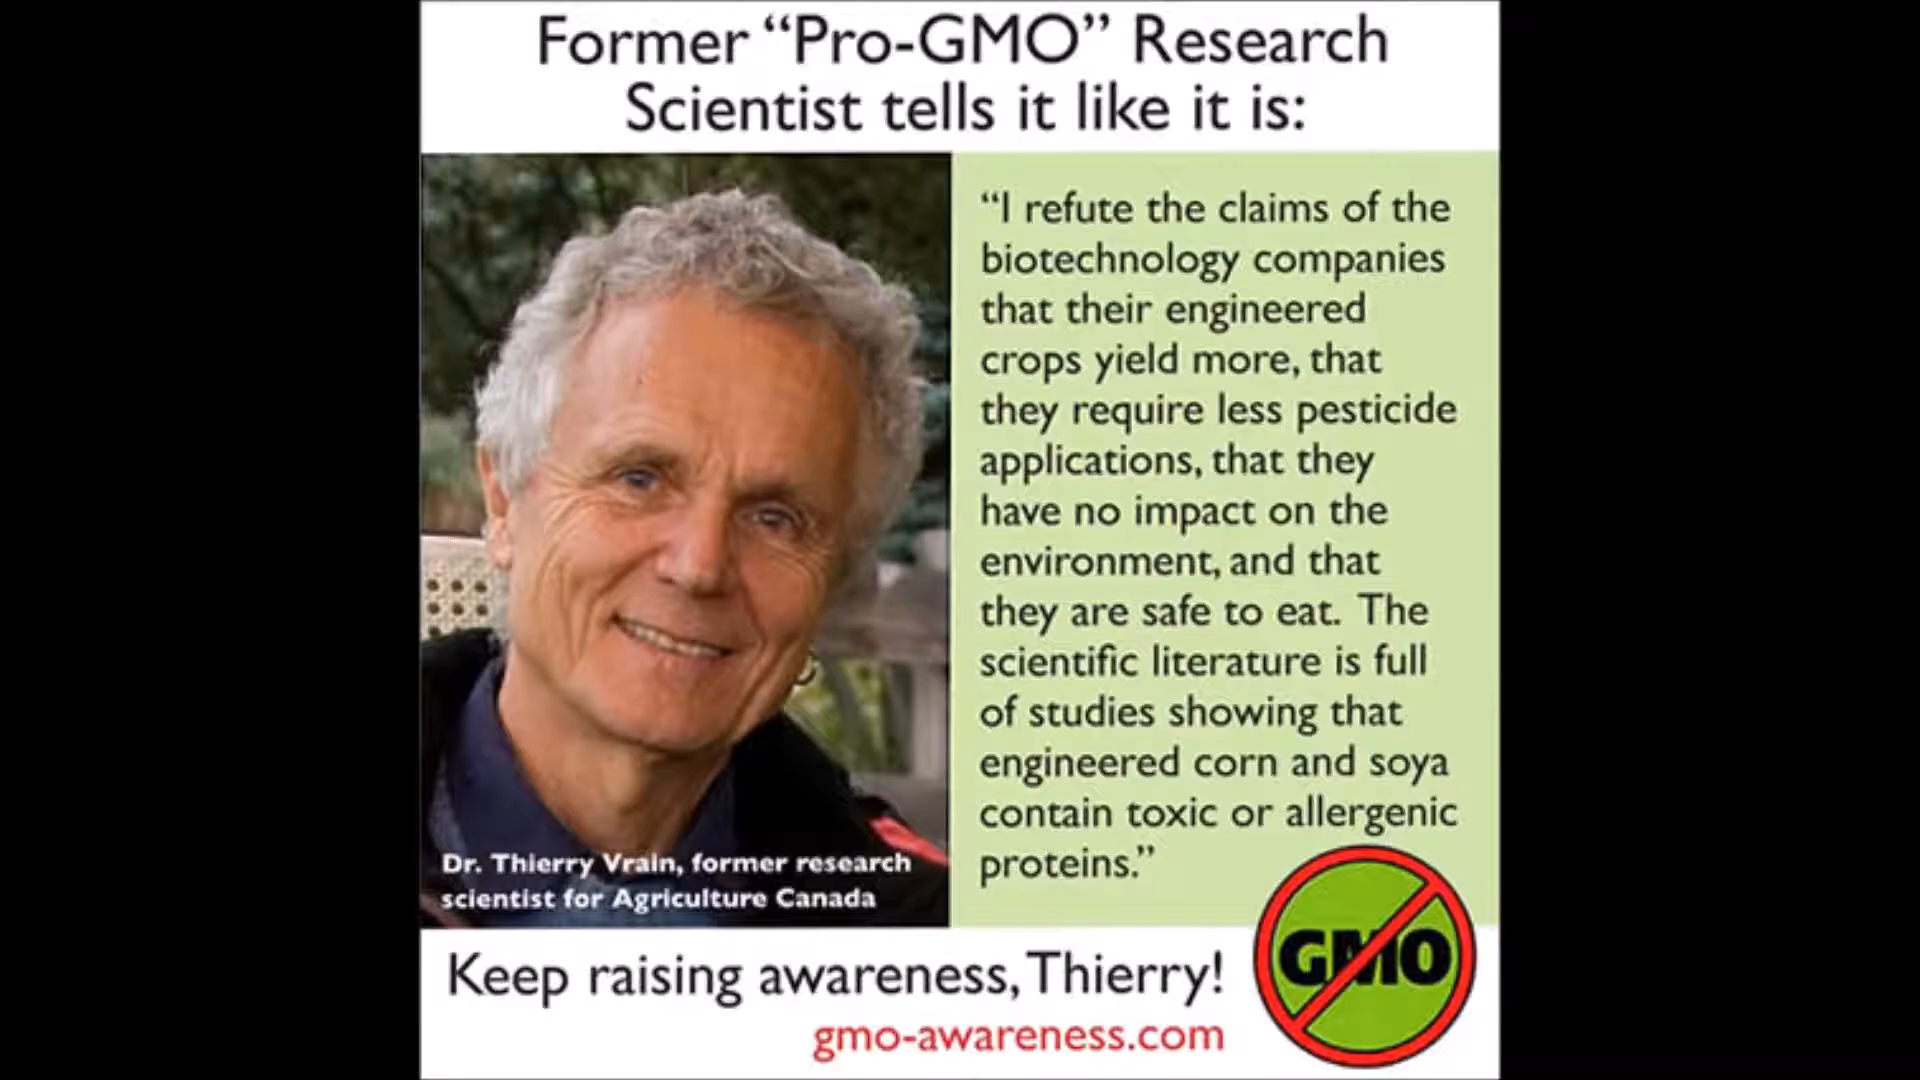 Former “Pro-GMO” Research
Scientist tells it like it is:
“I refute the claims of the
biotechnology companies
that their engineered
crops yield more, that
they require less pesticide
applications, that they
have no impact on the
environment, and that
they are safe to eat. The
scientific literature is full
of studies showing that
engineered corn and soya
contain toxic or allergenic
proteins.”
Dr. Thierry Vrain, former research
scientist for Agriculture Canada
Keep raising awareness, Thierry!
gmo-awareness.com
GMO